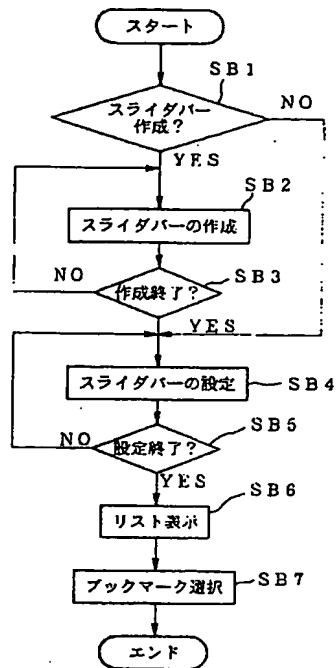 スタート
SB1
スライダバー
作成?
NO
YES
SB2
スライダバーの作成
NO
SB3
作成終了?
YES
スライダバーの設定
SB4
SB5
NO
設定終了?
YES
SB6
リスト表示
SB7
ブックマーク選択
エンド